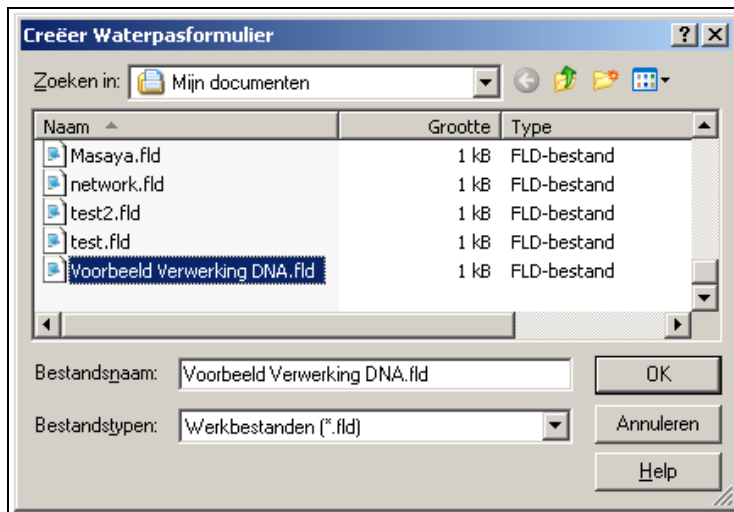 Creëer Waterpasformulier
Zoeken in: Mijn documenten
Naam Grootte Type
Masaya.fld 1 kB FLD-bestand
network.fld 1 kB FLD-bestand
test2.fld 1 kB FLD-bestand
test.fld 1 kB FLD-bestand
Voorbeeld Verwerking DNA.fld 1 kB FLD-bestand
Bestandsnaam: Voorbeeld Verwerking DNA.fld OK
Bestandstypen: Werkbestanden (*.fld) Annuleren
Help